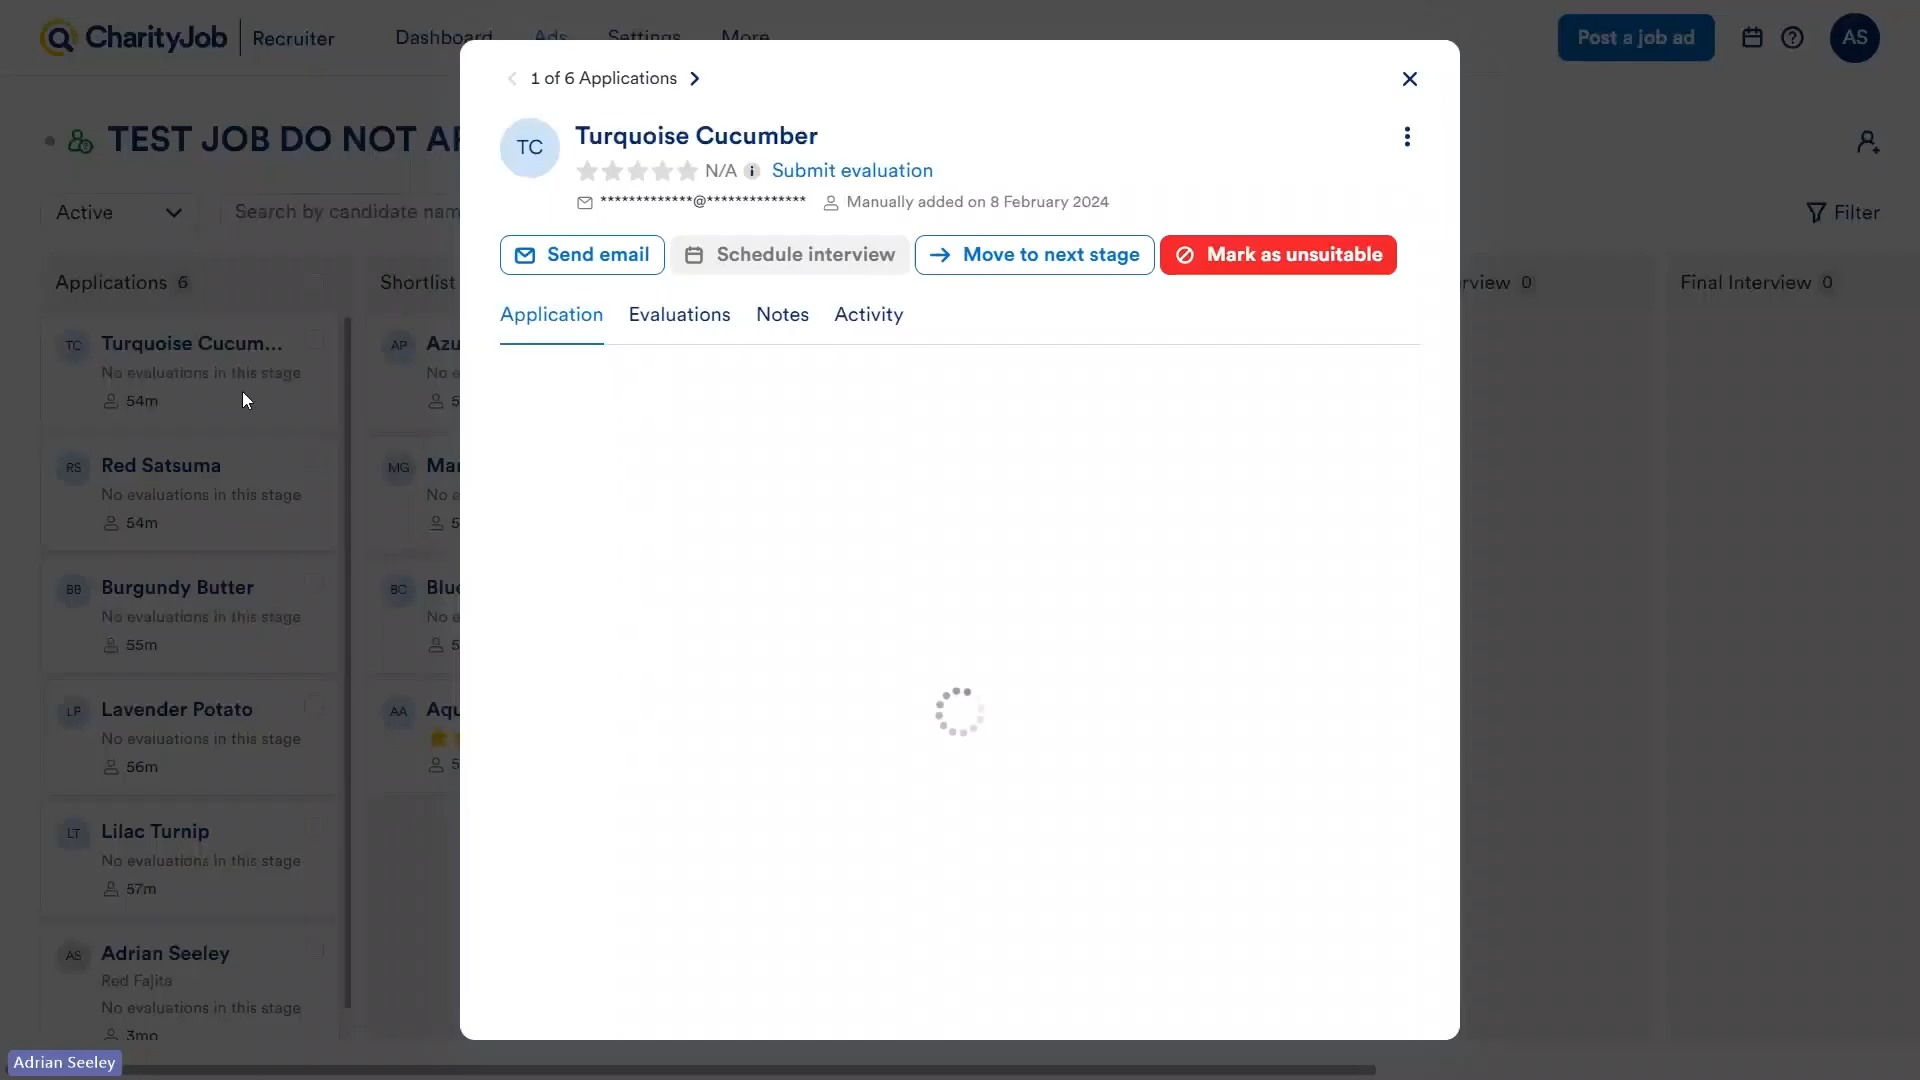 CharityJob Recruiter Dashboard Ads Settings More Post a job ad AS
1 of 6 Applications
TEST JOB DO NOT
TC Turquoise Cucumber
N/A Submit evaluation
*************@************** Manually added on 8 February 2024
Active Search by candidate Filter
Send email Schedule interview Move to next stage Mark as unsuitable
Applications 6 Shortlist 0 Final Interview 0
Application Evaluations Notes Activity
TC Turquoise Cucum... AP
No evaluations in this stage
54m
RS Red Satsuma MG
No evaluations in this stage
54m
BB Burgundy Butter BC
No evaluations in this stage
55m
LP Lavender Potato AA
No evaluations in this stage
56m
LT Lilac Turnip
No evaluations in this stage
57m
AS Adrian Seeley
Red Fajita
No evaluations in this stage
3mo
Adrian Seeley